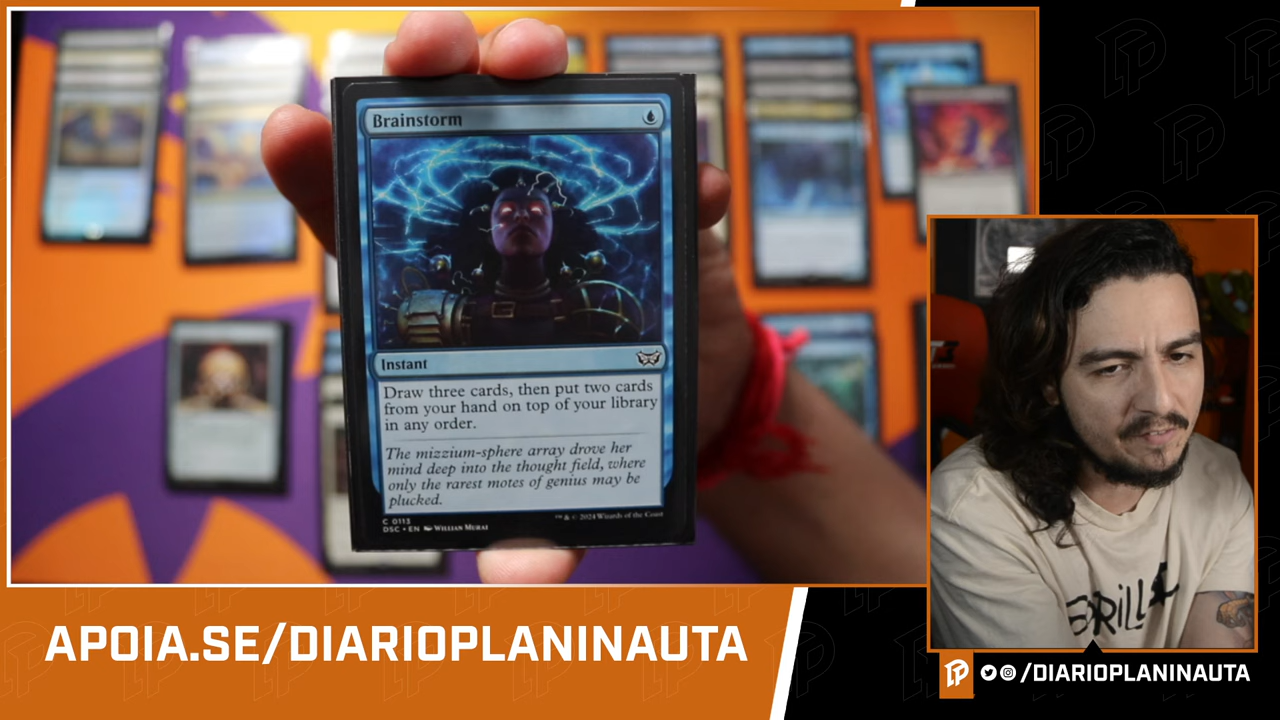 Brainstorm
Instant
Draw three cards, then put two cards
from your hand on top of your library
in any order.
The mizzium-sphere array drove her
mind deep into the thought field, where
only the rarest motes of genius may be
plucked.
C 0113
DSC • EN WILLIAN MURAI
™ & © 2024 Wizards of the Coast
APOIA.SE/DIARIOPLANINAUTA
/DIARIOPLANINAUTA